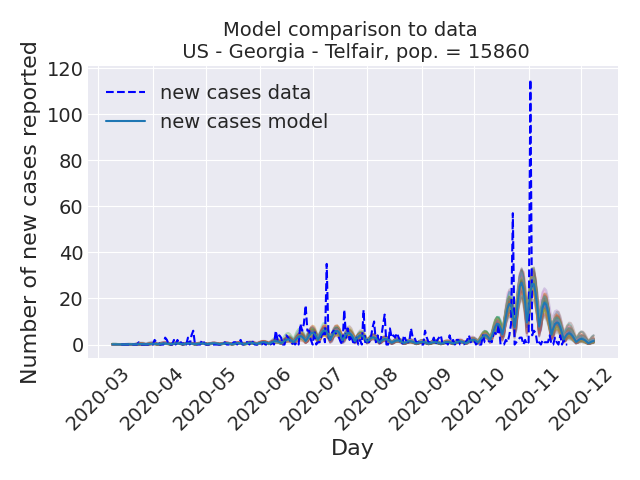 Model comparison to data
US - Georgia - Telfair, pop. = 15860
Number of new cases reported
120
100
80
60
40
20
0
new cases data
new cases model
2020-03
2020-04
2020-05
2020-06
2020-07
2020-08
2020-09
2020-10
2020-11
2020-12
Day